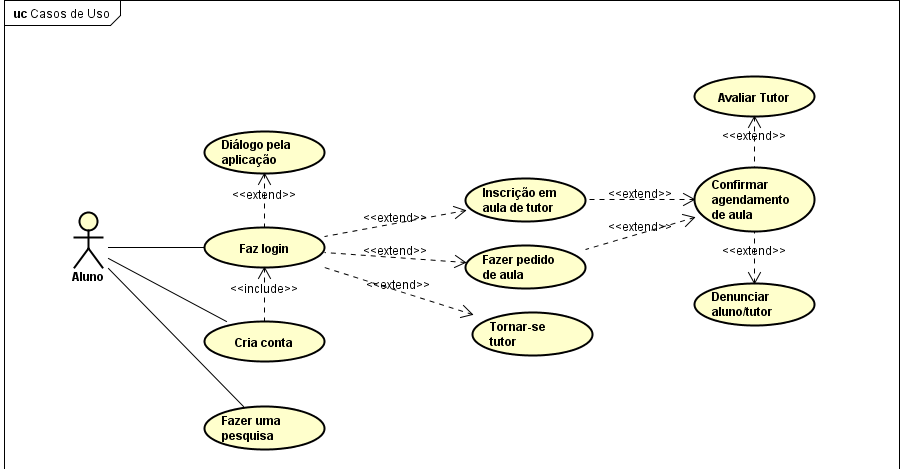 uc Casos de Uso
Avaliar Tutor
<<extend>>
Diálogo pela
aplicação
<<extend>>
Inscrição em
aula de tutor
<<extend>>
Confirmar
agendamento
de aula
<<extend>>
<<extend>>
Faz login
<<extend>>
Fazer pedido
de aula
<<extend>>
Aluno
<<include>>
<<extend>>
Denunciar
aluno/tutor
Tornar-se
tutor
Cria conta
Fazer uma
pesquisa